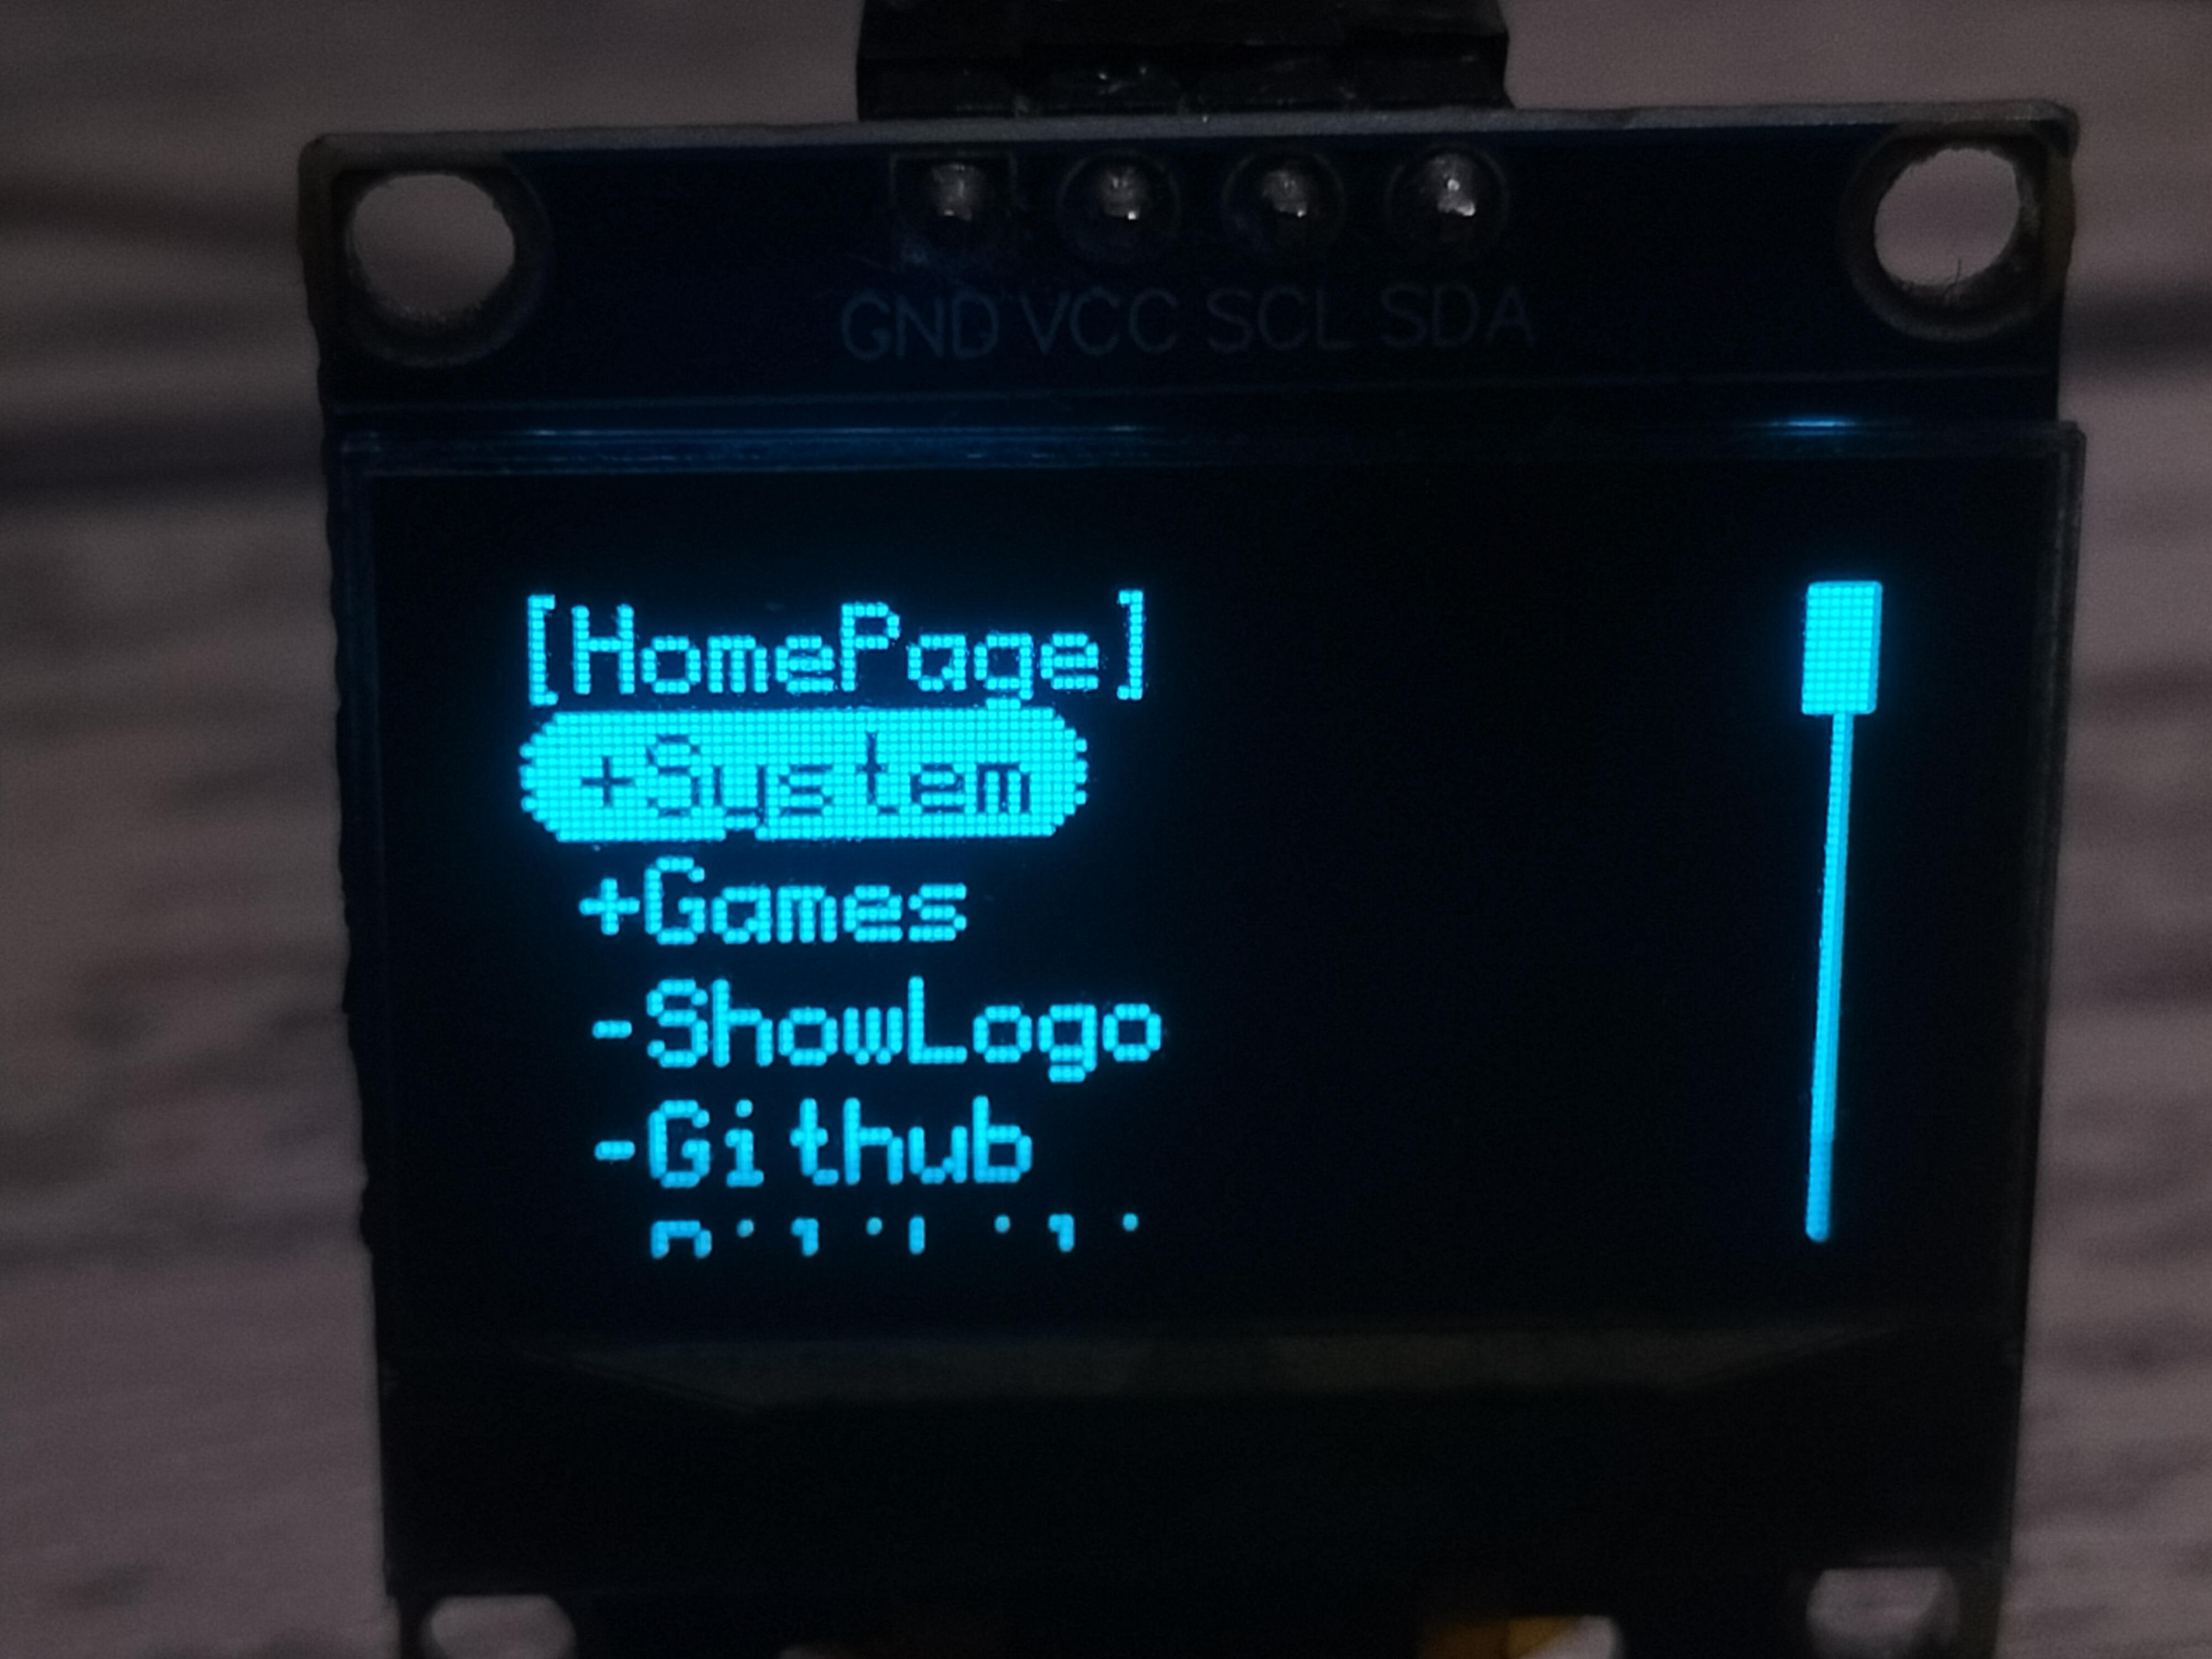 GND VCC SCL SDA
[HomePage]
+System
+Games
-ShowLogo
-Github